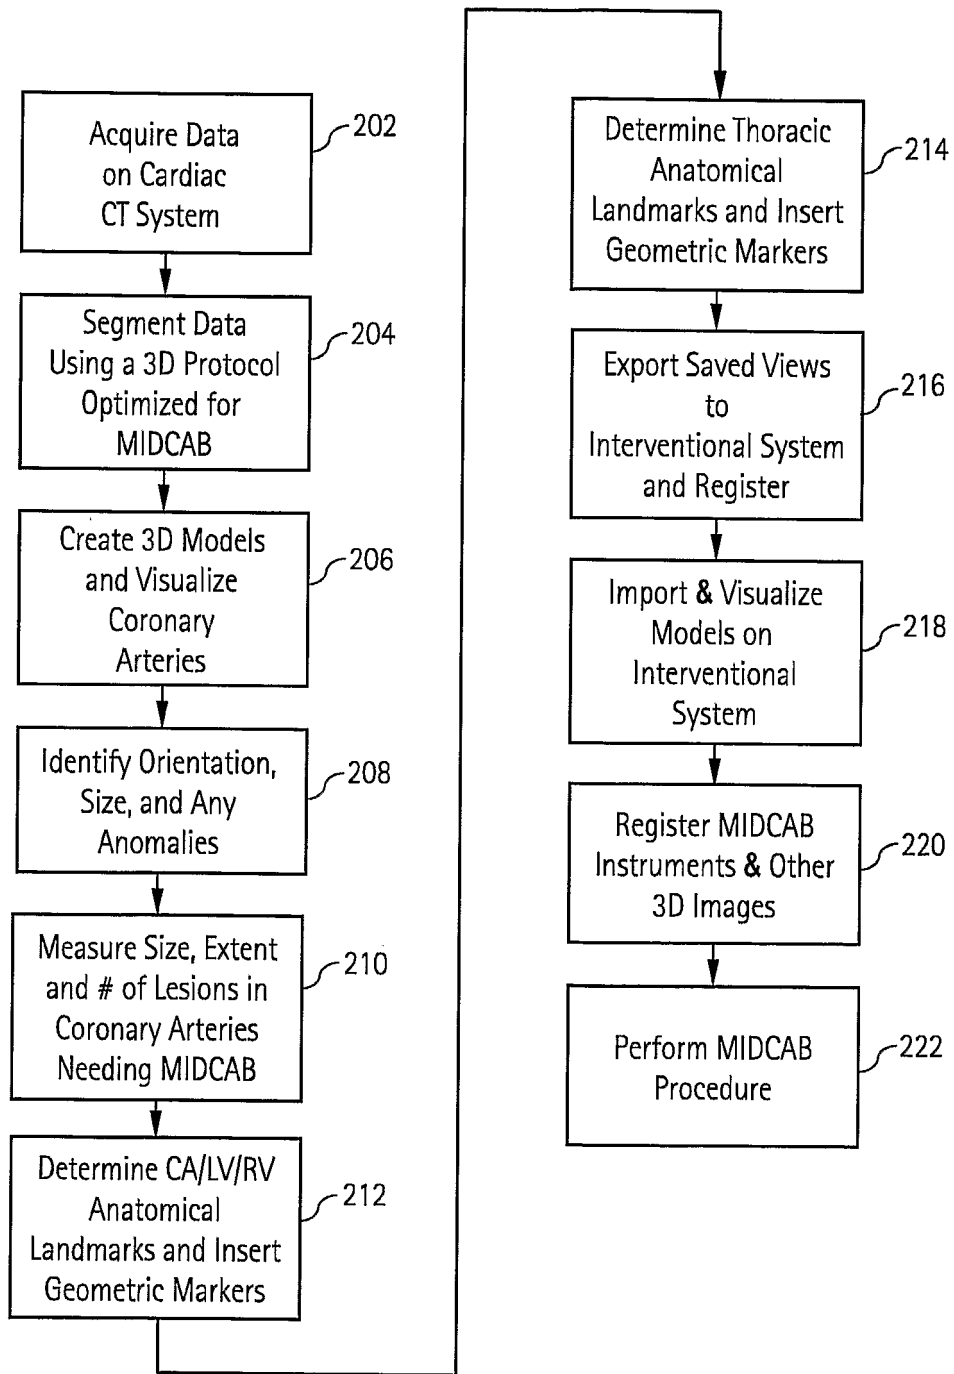 Acquire Data
on Cardiac
CT System
202
Segment Data
Using a 3D Protocol
Optimized for
MIDCAB
204
Create 3D Models
and Visualize
Coronary
Arteries
206
Identify Orientation,
Size, and Any
Anomalies
208
Measure Size, Extent
and # of Lesions in
Coronary Arteries
Needing MIDCAB
210
Determine CA/LV/RV
Anatomical
Landmarks and Insert
Geometric Markers
212
Determine Thoracic
Anatomical
Landmarks and Insert
Geometric Markers
214
Export Saved Views
to
Interventional System
and Register
216
Import & Visualize
Models on
Interventional
System
218
Register MIDCAB
Instruments & Other
3D Images
220
Perform MIDCAB
Procedure
222